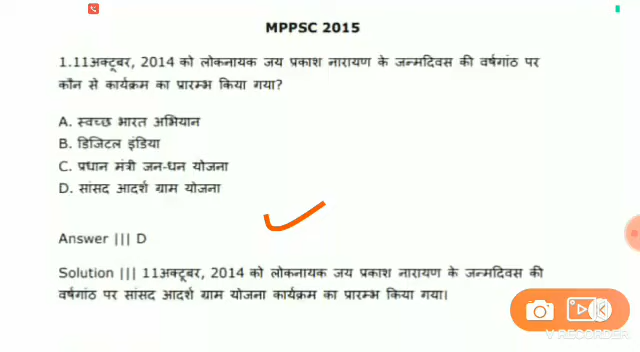 MPPSC 2015
1.11अक्टूबर, 2014 को लोकनायक जय प्रकाश नारायण के जन्मदिवस की वर्षगांठ पर
कौन से कार्यक्रम का प्रारम्भ किया गया?
A. स्वच्छ भारत अभियान
B. डिजिटल इंडिया
C. प्रधान मंत्री जन-धन योजना
D. सांसद आदर्श ग्राम योजना
Answer ||| D
Solution ||| 11अक्टूबर, 2014 को लोकनायक जय प्रकाश नारायण के जन्मदिवस की
वर्षगांठ पर सांसद आदर्श ग्राम योजना कार्यक्रम का प्रारम्भ किया गया।
V RECORDER